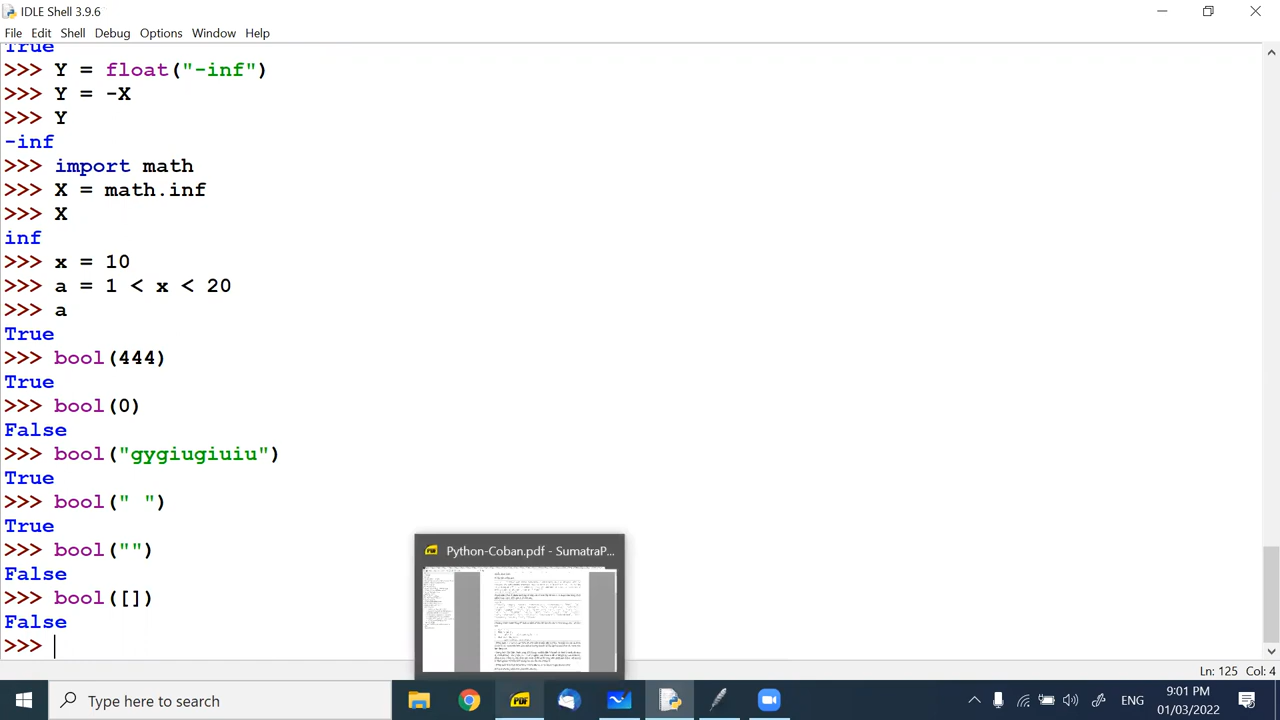 IDLE Shell 3.9.6
File Edit Shell Debug Options Window Help
True
>>> Y = float("-inf")
>>> Y = -X
>>> Y
-inf
>>> import math
>>> X = math.inf
>>> X
inf
>>> x = 10
>>> a = 1 < x < 20
>>> a
True
>>> bool(444)
True
>>> bool(0)
False
>>> bool("gygiugiuiu")
True
>>> bool(" ")
True
>>> bool("")
False
>>> bool([])
False
>>>
Python-Coban.pdf - SumatraP...
Ln: 125 Col: 4
Type here to search
PDF
ENG
9:01 PM
01/03/2022